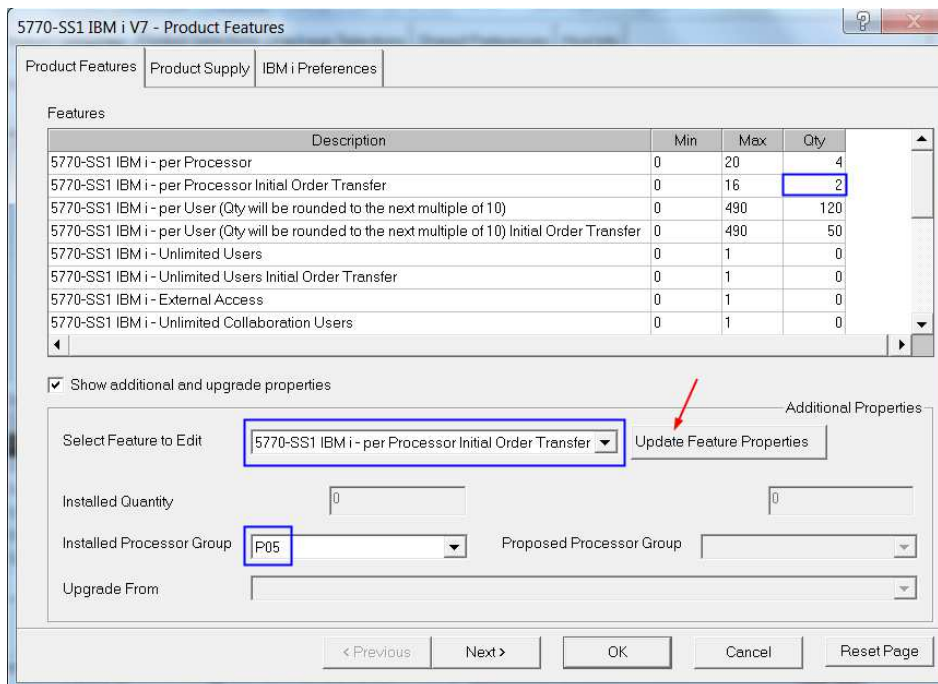 5770-SS1 IBM i V7 - Product Features
Product Features Product Supply IBM i Preferences
Features
Description Min Max Qty
5770-SS1 IBM i - per Processor 0 20 4
5770-SS1 IBM i - per Processor Initial Order Transfer 0 16 2
5770-SS1 IBM i - per User (Qty will be rounded to the next multiple of 10) 0 490 120
5770-SS1 IBM i - per User (Qty will be rounded to the next multiple of 10) Initial Order Transfer 0 490 50
5770-SS1 IBM i - Unlimited Users 0 1 0
5770-SS1 IBM i - Unlimited Users Initial Order Transfer 0 1 0
5770-SS1 IBM i - External Access 0 1 0
5770-SS1 IBM i - Unlimited Collaboration Users 0 1 0
Show additional and upgrade properties
Additional Properties
Select Feature to Edit 5770-SS1 IBM i - per Processor Initial Order Transfer Update Feature Properties
Installed Quantity 0 0
Installed Processor Group P05 Proposed Processor Group
Upgrade From
< Previous Next > OK Cancel Reset Page